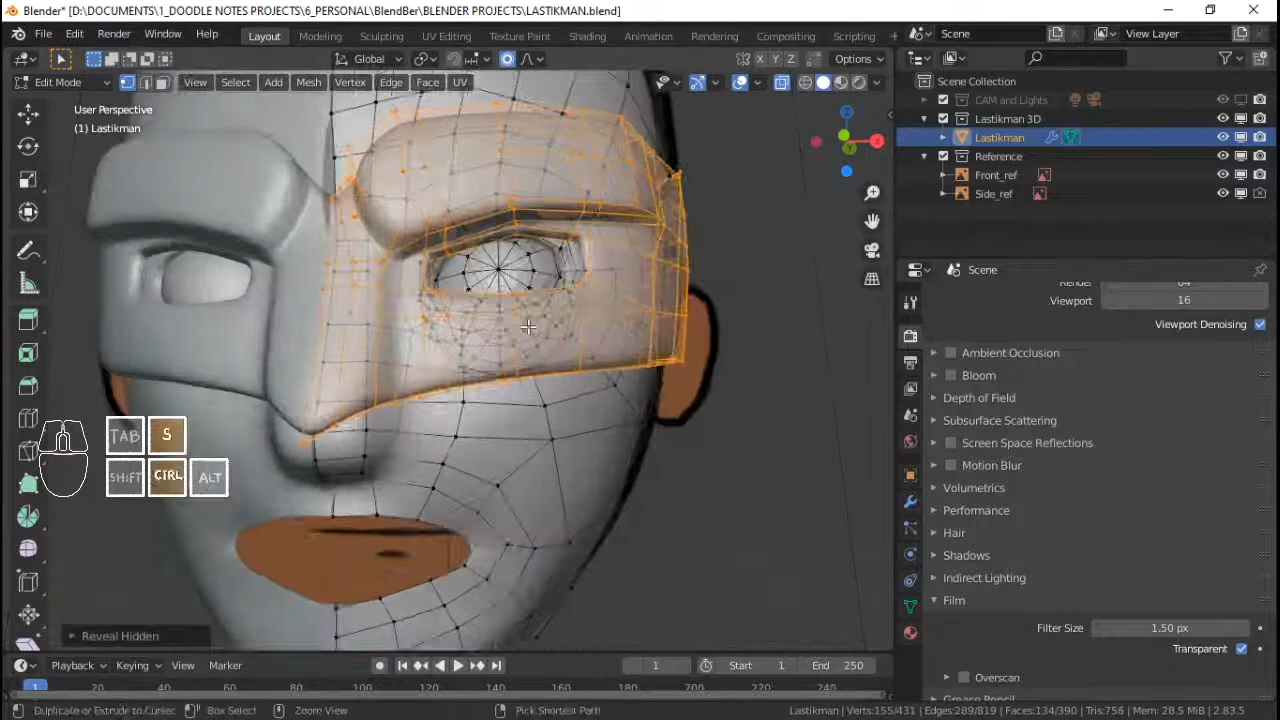 Blender* [D:\DOCUMENTS\1_DOODLE NOTES PROJECTS\6_PERSONAL\BlendBer\BLENDER PROJECTS\LASTIKMAN.blend]
File Edit Render Window Help Layout Modeling Sculpting UV Editing Texture Paint Shading Animation Rendering Compositing Scripting + Scene View Layer
Global X Y Z Options
Edit Mode View Select Add Mesh Vertex Edge Face UV
Scene Collection
User Perspective
(1) Lastikman
CAM and Lights
Lastikman 3D
Lastikman
Reference
Front_ref
Side_ref
Scene
Render 64
Viewport 16
Viewport Denoising
Ambient Occlusion
Bloom
Depth of Field
Subsurface Scattering
Screen Space Reflections
Motion Blur
Volumetrics
Performance
Hair
Shadows
Indirect Lighting
Film
Filter Size 1.50 px
Transparent
Overscan
Grease Pencil
TAB S
SHIFT CTRL ALT
Reveal Hidden
Playback Keying View Marker 1 Start 1 End 250
1 20 40 60 80 100 120 140 160 180 200 220 240
Duplicate or Extrude to Cursor Box Select Zoom View Pick Shortest Path Lastikman | Verts:155/431 | Edges:289/819 | Faces:134/390 | Tris:756 | Mem: 28.5 MiB | 2.83.5